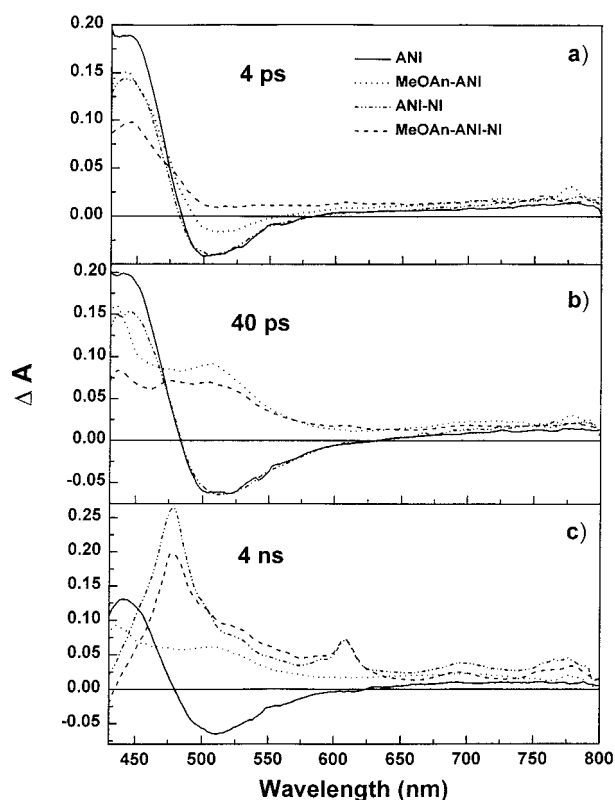 0.20
0.15
0.10
0.05
0.00
4 ps
a)
ANI
MeOAn-ANI
ANI-NI
MeOAn-ANI-NI
0.20
0.15
0.10
0.05
0.00
-0.05
40 ps
b)
Δ A
0.25
0.20
0.15
0.10
0.05
0.00
-0.05
4 ns
c)
450 500 550 600 650 700 750 800
Wavelength (nm)